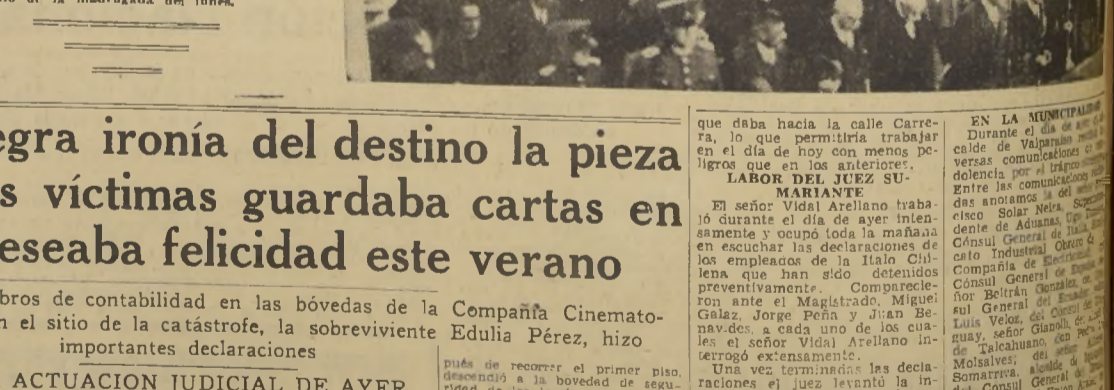 egra ironía del destino la pieza
s víctimas guardaba cartas en
eseaba felicidad este verano
bros de contabilidad en las bóvedas de la Compañía Cinemato-
n el sitio de la catástrofe, la sobreviviente Edulia Pérez, hizo
importantes declaraciones
ACTUACION JUDICIAL DE AYER
pués de recorrer el primer piso,
descendió a la bóveda de segu-
que daba hacia la calle Carre-
ra, lo que permitiría trabajar
en el día de hoy con menos pe-
ligros que en los anteriores.
LABOR DEL JUEZ SU-
MARIANTE
El señor Vidal Arellano traba-
jó durante el día de ayer inten-
samente y ocupó toda la mañana
en escuchar las declaraciones de
los empleados de la Italo Chi-
lena que han sido detenidos
preventivamente. Comparecie-
ron ante el Magistrado, Miguel
Galaz, Jorge Peña y Juan Be-
navides, a cada uno de los cua-
les el señor Vidal Arellano in-
terrogó extensamente.
Una vez terminadas las decla-
raciones el juez levantó la in-
EN LA MUNICIPALIDAD
Durante el día de
calde de Valparaíso
versas comunicaciones
dolencia por el trágico
Entre las comunicaciones
das anotamos
cisco Solar Neira,
dente de Aduanas,
Cónsul General de Italia,
cato Industrial Obrero
Compañía de
Cónsul General de
ñor Beltrán González,
sul General del
Luis Veloz, del
guay, señor
de Talcahuano,
Molsalves; del señor
Somarriva, alcalde de
General